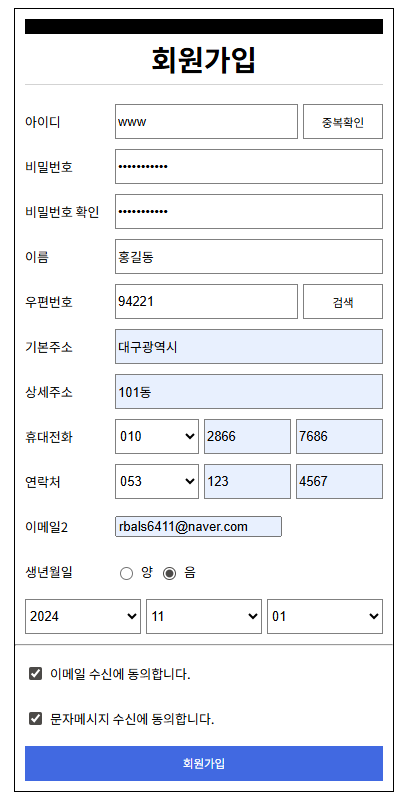 회원가입
아이디 www 중복확인
비밀번호 •••••••••••
비밀번호 확인 •••••••••••
이름 홍길동
우편번호 94221 검색
기본주소 대구광역시
상세주소 101동
휴대전화 010 2866 7686
연락처 053 123 4567
이메일2 rbals6411@naver.com
생년월일 양 음
2024 11 01
이메일 수신에 동의합니다.
문자메시지 수신에 동의합니다.
회원가입